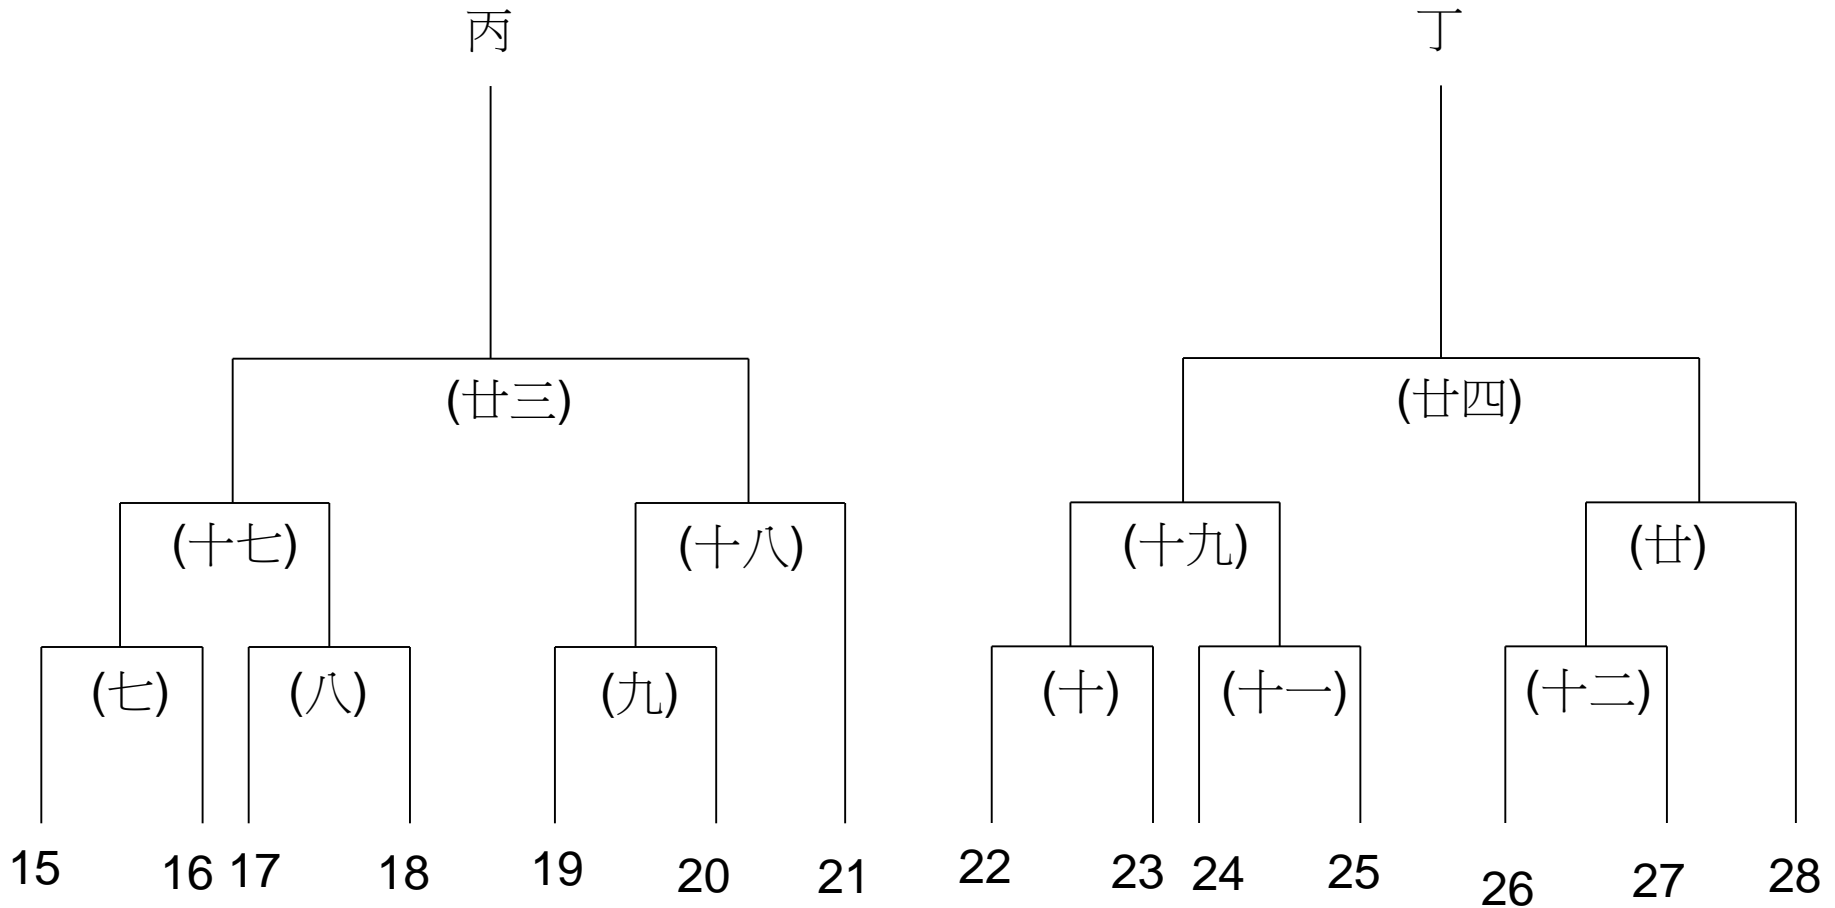 丙 丁
(廿三) (廿四)
(十七) (十八) (十九) (廿)
(七) (八) (九) (十) (十一) (十二)
15 16 17 18 19 20 21 22 23 24 25 26 27 28